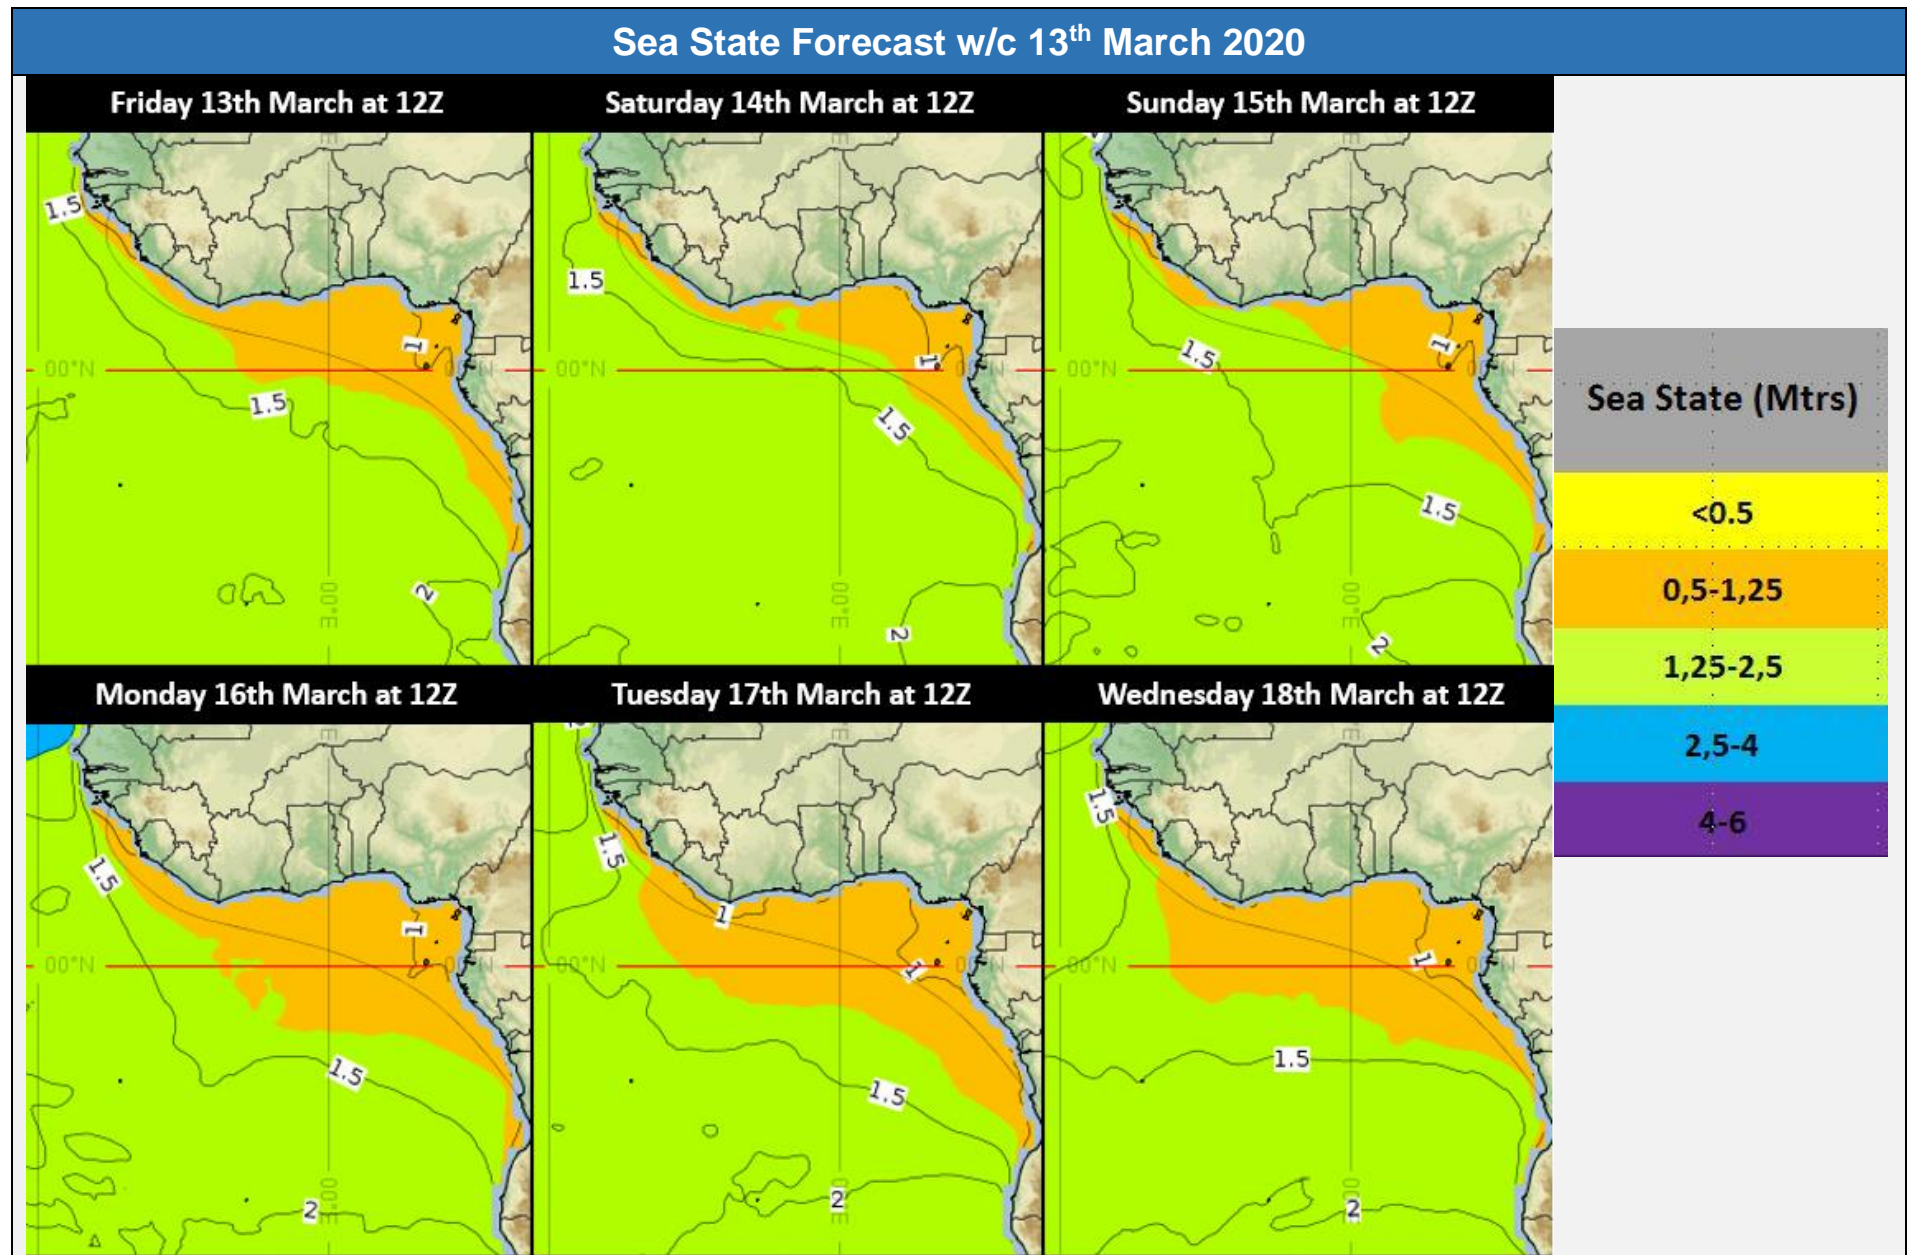 Sea State Forecast w/c 13th March 2020
Friday 13th March at 12Z
Saturday 14th March at 12Z
Sunday 15th March at 12Z
1.5
1
00°N
1.5
2
00°E
1.5
1
00°N
1.5
2
00°E
1.5
1
00°N
1.5
2
00°E
Sea State (Mtrs)
<0.5
0,5-1,25
1,25-2,5
2,5-4
4-6
Monday 16th March at 12Z
Tuesday 17th March at 12Z
Wednesday 18th March at 12Z
1.5
1
00°N
1.5
2
00°E
1.5
1
1
00°N
1.5
2
1.5
1
00°N
1.5
2